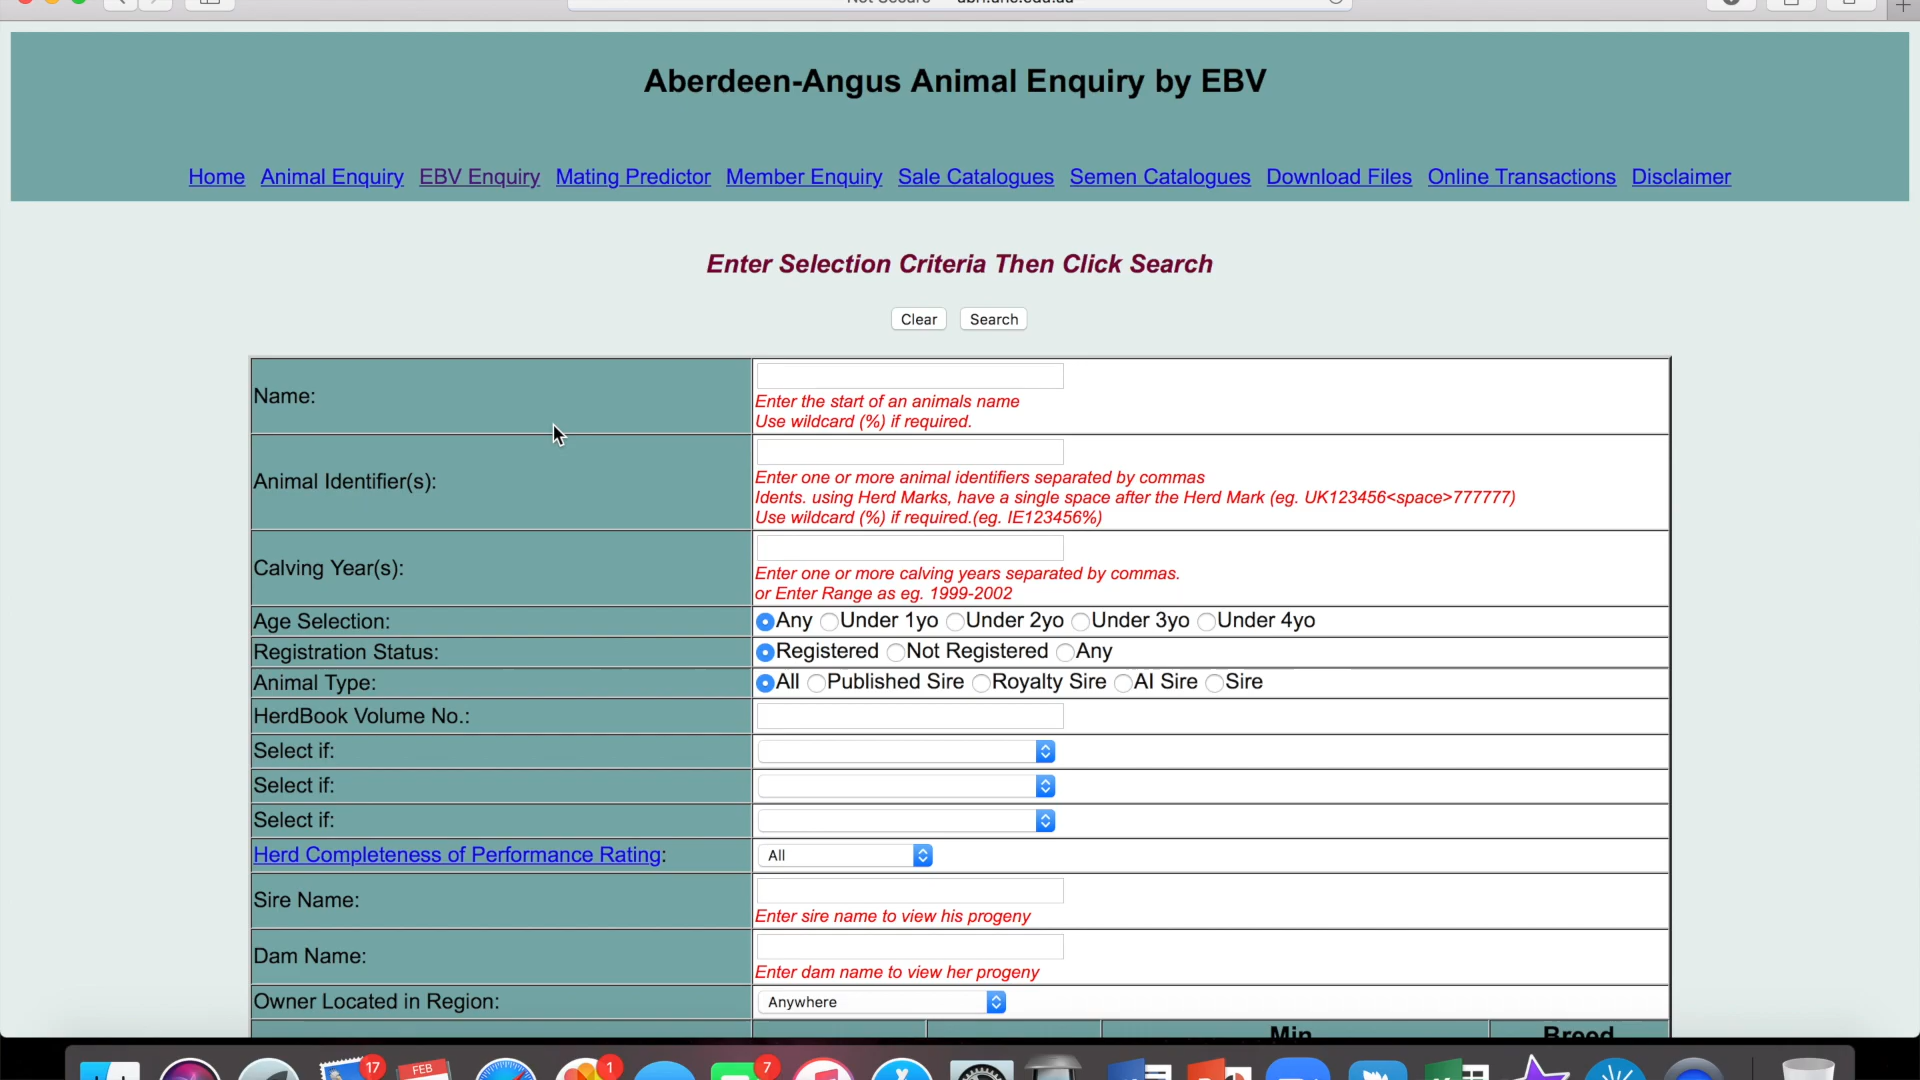 Aberdeen-Angus Animal Enquiry by EBV
Home Animal Enquiry EBV Enquiry Mating Predictor Member Enquiry Sale Catalogues Semen Catalogues Download Files Online Transactions Disclaimer
Enter Selection Criteria Then Click Search
Clear Search
Name:
Enter the start of an animals name
Use wildcard (%) if required.
Animal Identifier(s):
Enter one or more animal identifiers separated by commas
Idents. using Herd Marks, have a single space after the Herd Mark (eg. UK123456<space>777777)
Use wildcard (%) if required.(eg. IE123456%)
Calving Year(s):
Enter one or more calving years separated by commas.
or Enter Range as eg. 1999-2002
Age Selection: Any Under 1yo Under 2yo Under 3yo Under 4yo
Registration Status: Registered Not Registered Any
Animal Type: All Published Sire Royalty Sire AI Sire Sire
HerdBook Volume No.:
Select if:
Select if:
Select if:
Herd Completeness of Performance Rating: All
Sire Name:
Enter sire name to view his progeny
Dam Name:
Enter dam name to view her progeny
Owner Located in Region: Anywhere
Min Breed
17 FEB 1 7